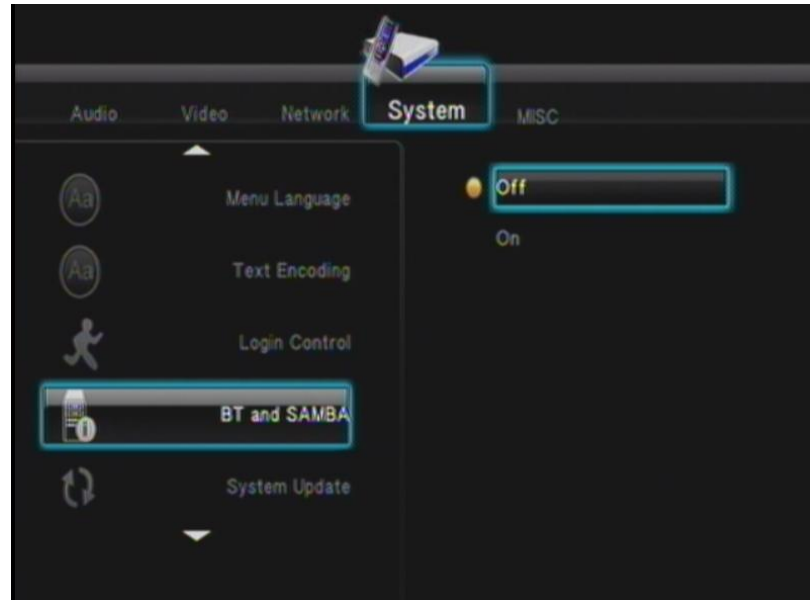 Audio Video Network System MISC
Menu Language
Text Encoding
Login Control
BT and SAMBA
System Update
Off
On